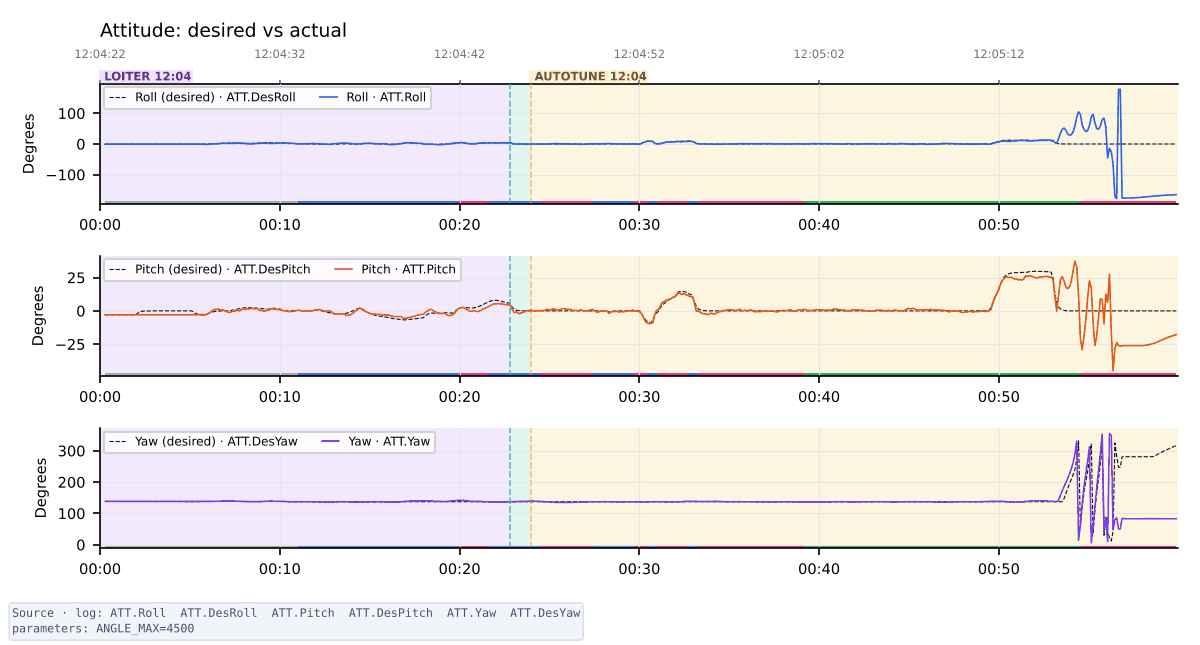 Attitude: desired vs actual
12:04:22 12:04:32 12:04:42 12:04:52 12:05:02 12:05:12
LOITER 12:04 AUTOTUNE 12:04
Roll (desired) · ATT.DesRoll Roll · ATT.Roll
Degrees
100
0
−100
00:00 00:10 00:20 00:30 00:40 00:50
Pitch (desired) · ATT.DesPitch Pitch · ATT.Pitch
Degrees
25
0
−25
00:00 00:10 00:20 00:30 00:40 00:50
Yaw (desired) · ATT.DesYaw Yaw · ATT.Yaw
Degrees
300
200
100
0
00:00 00:10 00:20 00:30 00:40 00:50
Source · log: ATT.Roll ATT.DesRoll ATT.Pitch ATT.DesPitch ATT.Yaw ATT.DesYaw
parameters: ANGLE_MAX=4500